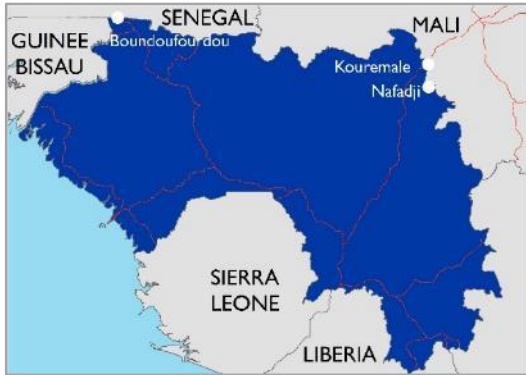 SENEGAL
MALI
GUINEE
BISSAU
Boundoufourdou
Kouremale
Nafadji
SIERRA
LEONE
LIBERIA